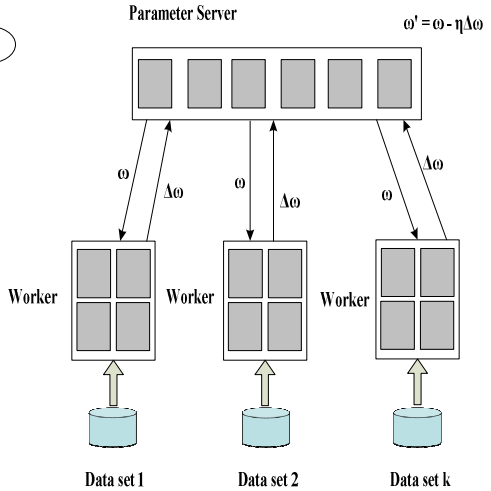 Parameter Server
ω' = ω - ηΔω
ω
Δω
ω
Δω
ω
Δω
Worker
Worker
Worker
Data set 1
Data set 2
Data set k